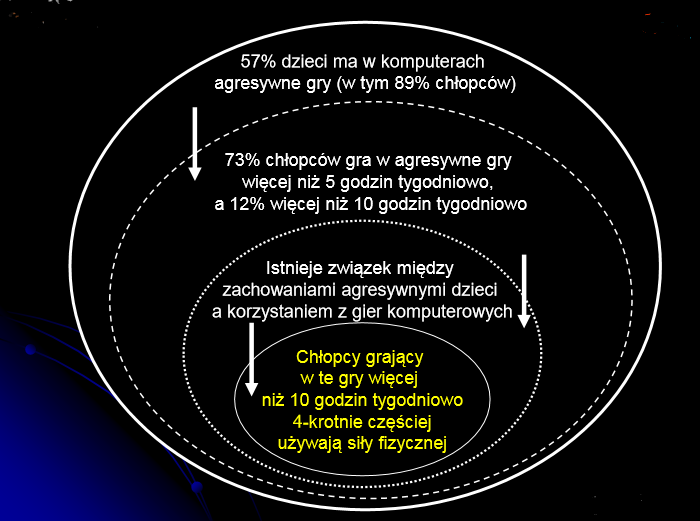 57% dzieci ma w komputerach
agresywne gry (w tym 89% chłopców)
73% chłopców gra w agresywne gry
więcej niż 5 godzin tygodniowo,
a 12% więcej niż 10 godzin tygodniowo
Istnieje związek między
zachowaniami agresywnymi dzieci
a korzystaniem z gier komputerowych
Chłopcy grający
w te gry więcej
niż 10 godzin tygodniowo
4-krotnie częściej
używają siły fizycznej